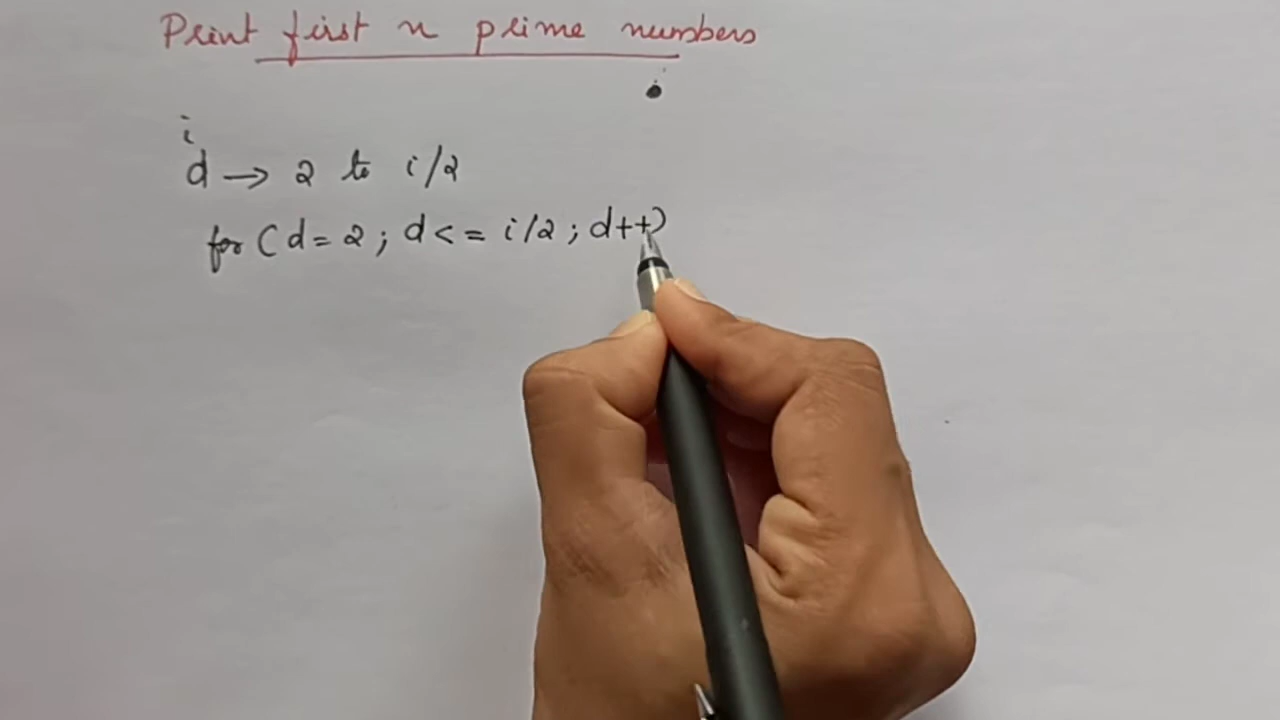 Print first n prime numbers
i
d → 2 to i/2
for (d = 2; d <= i/2; d++)